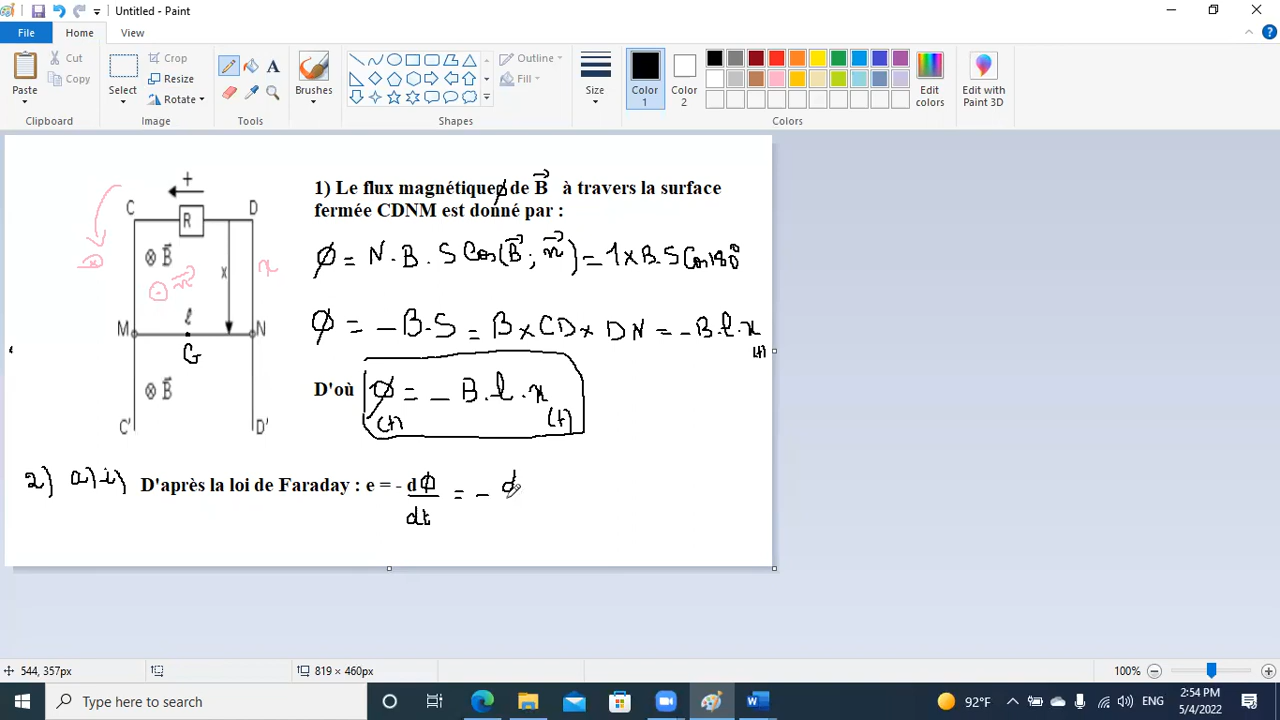 Untitled - Paint
File Home View
Paste Cut Copy Clipboard
Select Crop Resize Rotate Image
Tools
Brushes
Outline Fill Shapes
Size
Color 1 Color 2 Edit colors Colors
Edit with Paint 3D
+
C R D
⊗ B⃗ x x
⊙ n⃗
l
M N
G
⊗ B⃗
C' D'
1) Le flux magnétique ϕ de B⃗ à travers la surface
fermée CDNM est donné par :
ϕ = N.B.S Cos(B⃗; n⃗) = 1×B.S Cos180°
ϕ = -B.S = B×CD×DN = -B.l.x (+)
D'où ϕ = -B.l.x
(+) (+)
2) a) i) D'après la loi de Faraday : e = - dϕ/dt = - d
544, 357px 819 × 460px 100%
Type here to search 92°F ENG 2:54 PM
5/4/2022